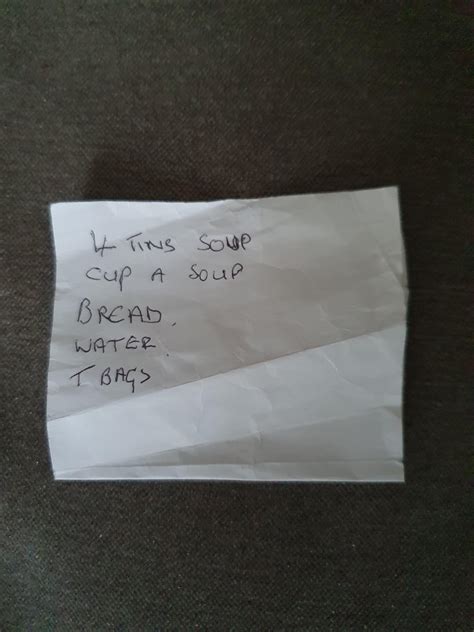 4 TINS SOUP
CUP A SOUP
BREAD.
WATER.
T BAGS